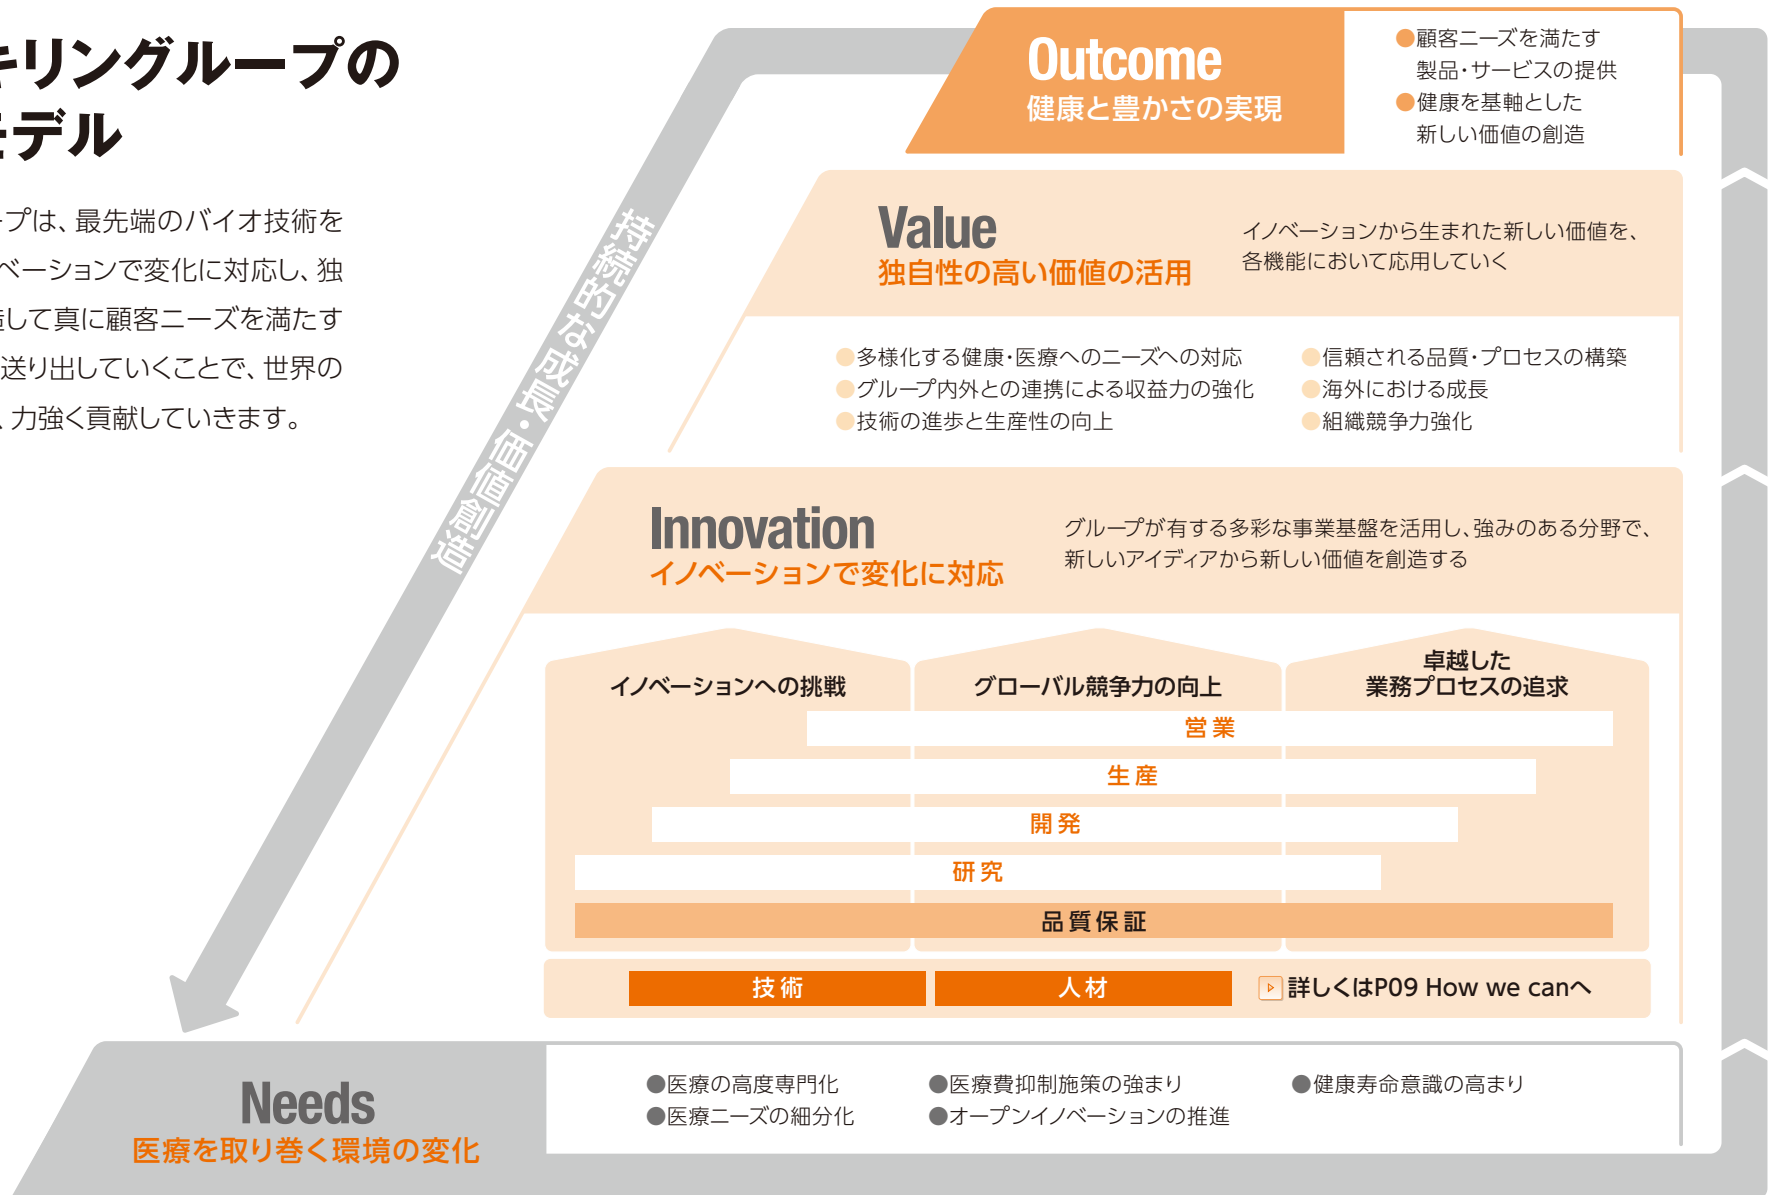 キリングループの
モデル
ープは、最先端のバイオ技術を
ベーションで変化に対応し、独
造して真に顧客ニーズを満たす
送り出していくことで、世界の
、力強く貢献していきます。
Outcome
健康と豊かさの実現
●顧客ニーズを満たす
製品・サービスの提供
●健康を基軸とした
新しい価値の創造
持続的な成長・価値創造
Value
独自性の高い価値の活用
イノベーションから生まれた新しい価値を、
各機能において応用していく
●多様化する健康・医療へのニーズへの対応
●グループ内外との連携による収益力の強化
●技術の進歩と生産性の向上
●信頼される品質・プロセスの構築
●海外における成長
●組織競争力強化
Innovation
イノベーションで変化に対応
グループが有する多彩な事業基盤を活用し、強みのある分野で、
新しいアイディアから新しい価値を創造する
イノベーションへの挑戦
グローバル競争力の向上
卓越した
業務プロセスの追求
営業
生産
開発
研究
品質保証
技術
人材
詳しくはP09 How we canへ
Needs
医療を取り巻く環境の変化
●医療の高度専門化
●医療ニーズの細分化
●医療費抑制施策の強まり
●オープンイノベーションの推進
●健康寿命意識の高まり